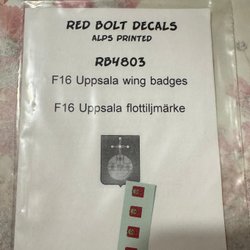 RED BOLT DECALS
ALPS PRINTED
RB4803
F16 Uppsala wing badges
F16 Uppsala flottiljmärke